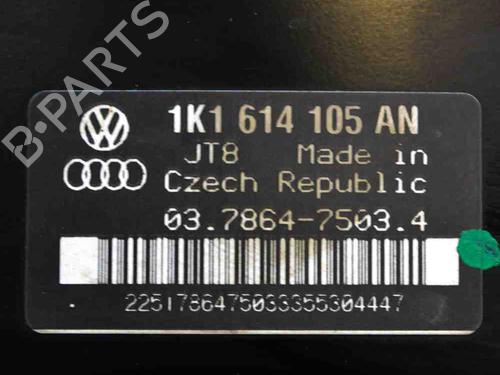 B-PARTS
1K1 614 105 AN
JT8 Made in
Czech Republic
03.7864-7503.4
2251786475033355304447